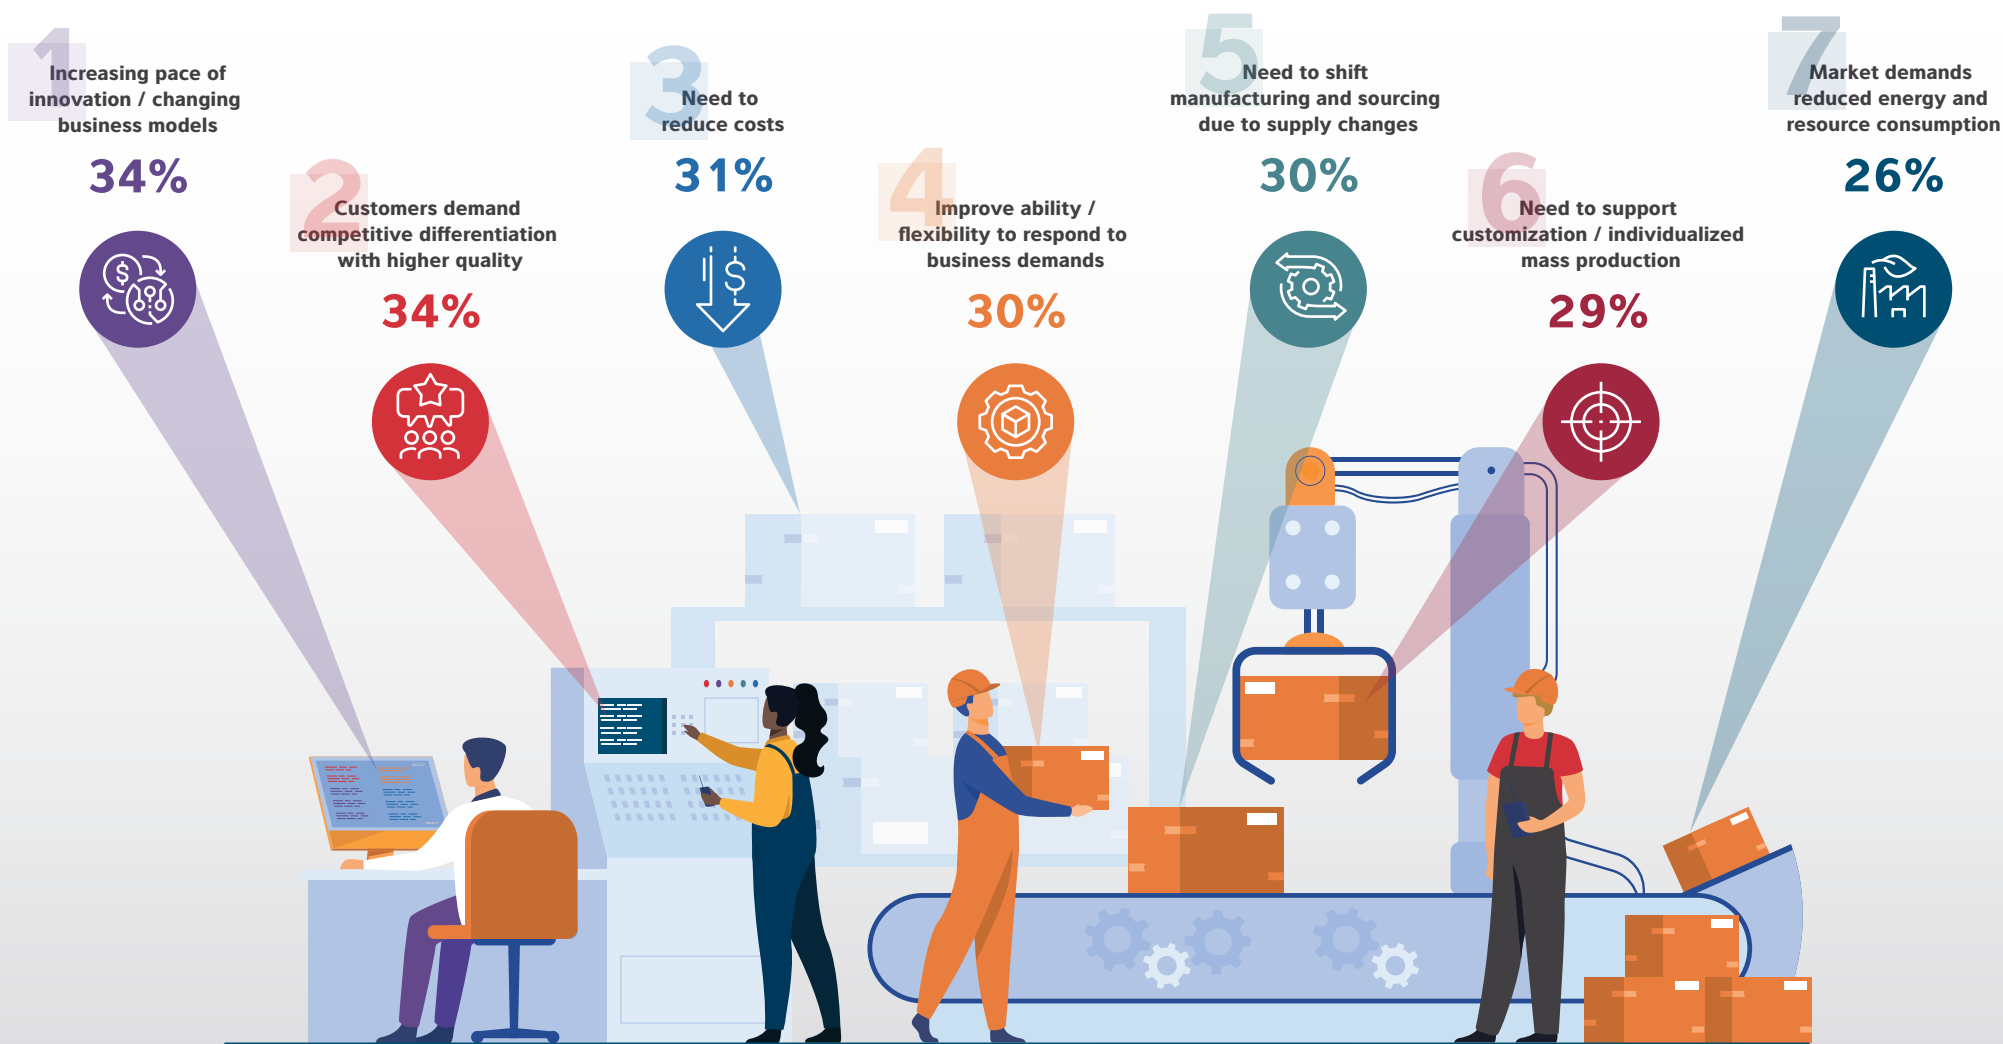 1
Increasing pace of
innovation / changing
business models
34%
2
Customers demand
competitive differentiation
with higher quality
34%
3
Need to
reduce costs
31%
4
Improve ability /
flexibility to respond to
business demands
30%
5
Need to shift
manufacturing and sourcing
due to supply changes
30%
6
Need to support
customization / individualized
mass production
29%
7
Market demands
reduced energy and
resource consumption
26%